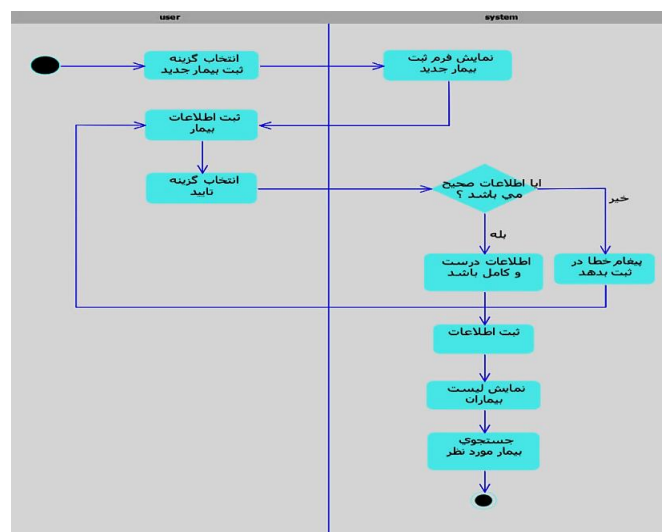 user
system
انتخاب گزینه
ثبت بیمار جدید
نمایش فرم ثبت
بیمار جدید
ثبت اطلاعات
بیمار
انتخاب گزینه
تایید
ایا اطلاعات صحیح
می باشد ؟
خیر
بله
اطلاعات درست
و کامل باشد
پیغام خطا در
ثبت بدهد
ثبت اطلاعات
نمایش لیست
بیماران
جستجوی
بیمار مورد نظر